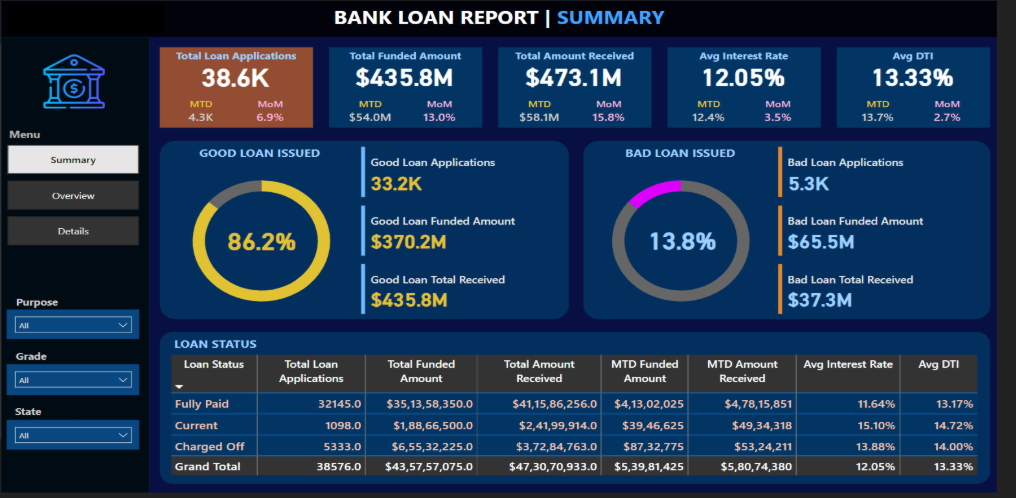 BANK LOAN REPORT | SUMMARY
Menu
Summary
Overview
Details
Purpose
All
Grade
All
State
All
Total Loan Applications
38.6K
MTD MoM
4.3K 6.9%
Total Funded Amount
$435.8M
MTD MoM
$54.0M 13.0%
Total Amount Received
$473.1M
MTD MoM
$58.1M 15.8%
Avg Interest Rate
12.05%
MTD MoM
12.4% 3.5%
Avg DTI
13.33%
MTD MoM
13.7% 2.7%
GOOD LOAN ISSUED
86.2%
Good Loan Applications
33.2K
Good Loan Funded Amount
$370.2M
Good Loan Total Received
$435.8M
BAD LOAN ISSUED
13.8%
Bad Loan Applications
5.3K
Bad Loan Funded Amount
$65.5M
Bad Loan Total Received
$37.3M
LOAN STATUS
Loan Status Total Loan Applications Total Funded Amount Total Amount Received MTD Funded Amount MTD Amount Received Avg Interest Rate Avg DTI
Fully Paid 32145.0 $35,13,58,350.0 $41,15,86,256.0 $4,13,02,025 $4,78,15,851 11.64% 13.17%
Current 1098.0 $1,88,66,500.0 $2,41,99,914.0 $39,46,625 $49,34,318 15.10% 14.72%
Charged Off 5333.0 $6,55,32,225.0 $3,72,84,763.0 $87,32,775 $53,24,211 13.88% 14.00%
Grand Total 38576.0 $43,57,57,075.0 $47,30,70,933.0 $5,39,81,425 $5,80,74,380 12.05% 13.33%